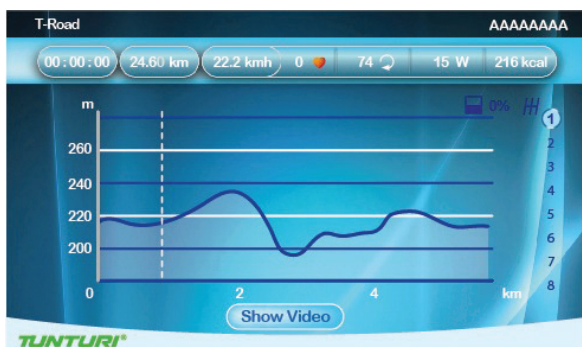 T-Road AAAAAAAA
00:00:00 24.60 km 22.2 kmh 0 74 15 W 216 kcal
m
0% 1
2
260 3
240 4
220 5
6
200 7
0 2 4 km 8
Show Video
TUNTURI®